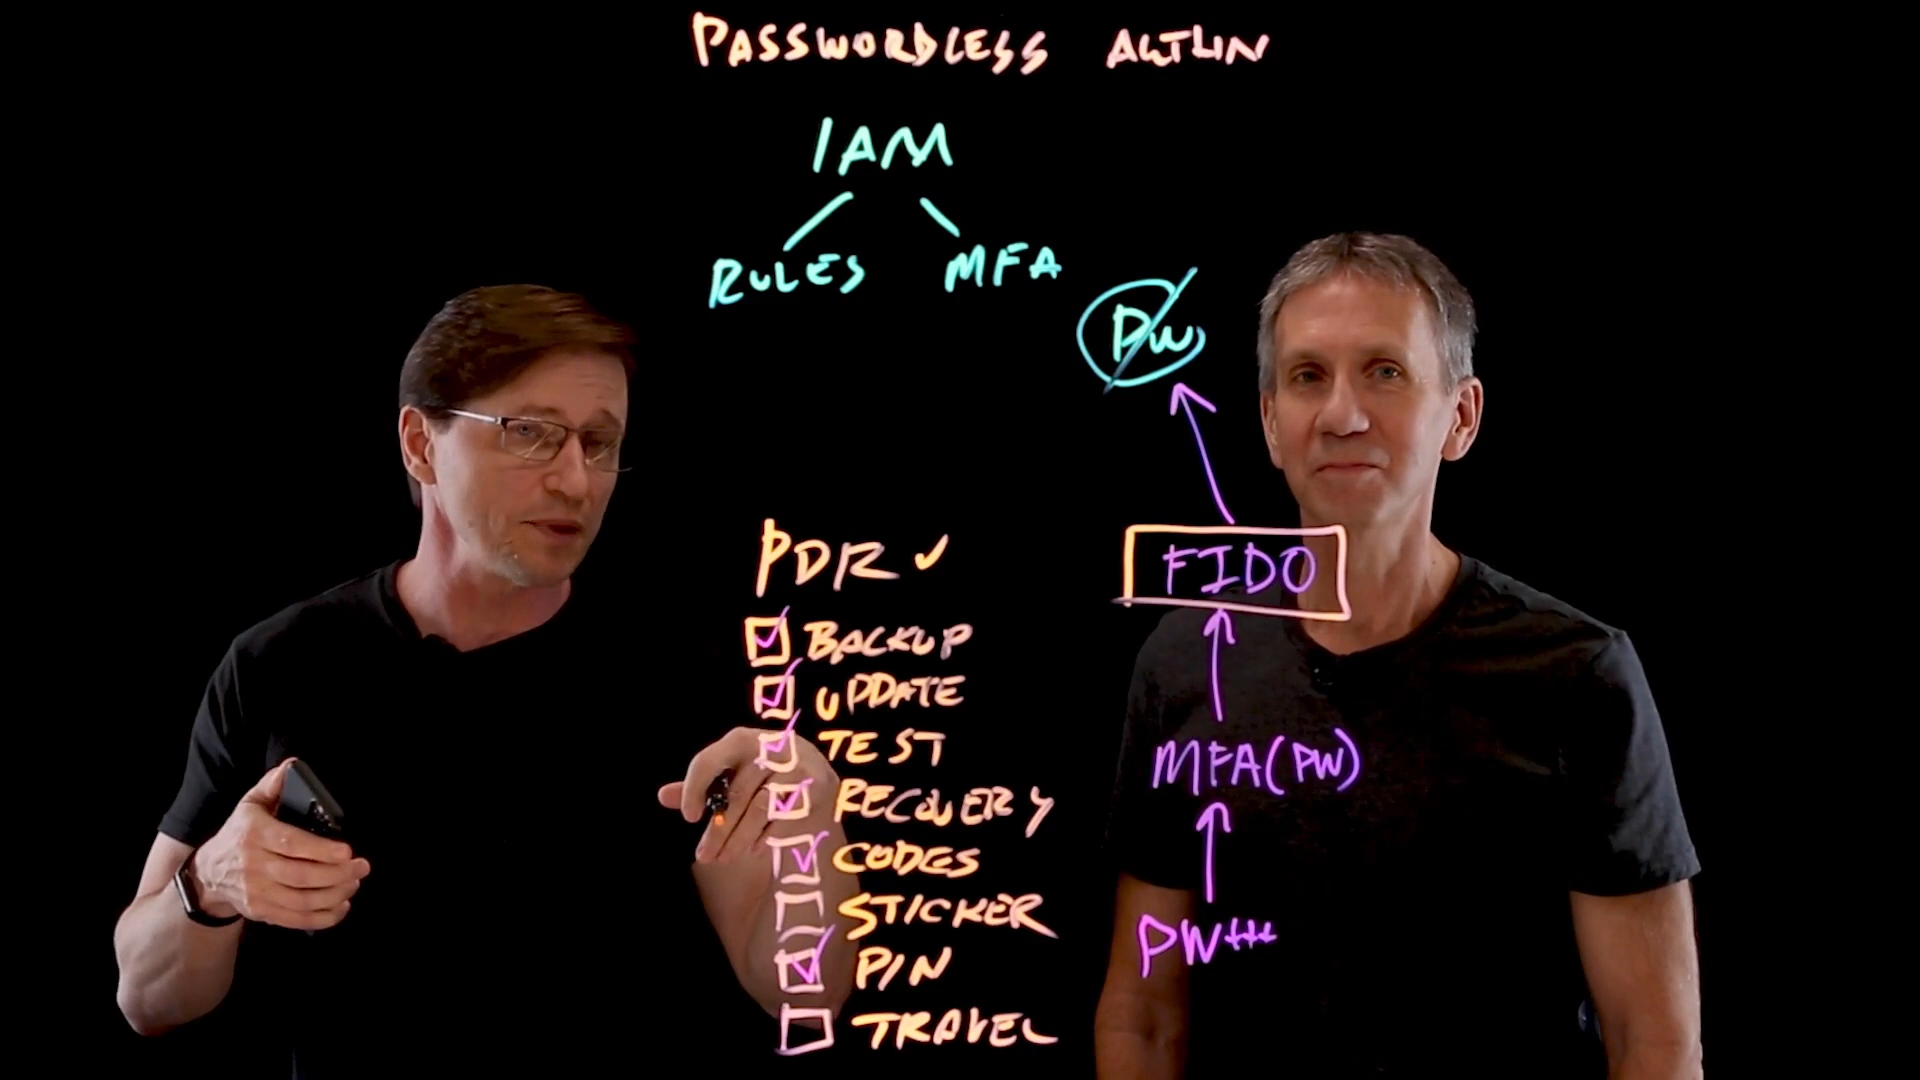 PASSWORDLESS AUTHN
IAM
RULES MFA
PW
FIDO
MFA(PW)
PW+++
PDR ✓
BACKUP
UPDATE
TEST
RECOVERY
CODES
STICKER
PIN
TRAVEL